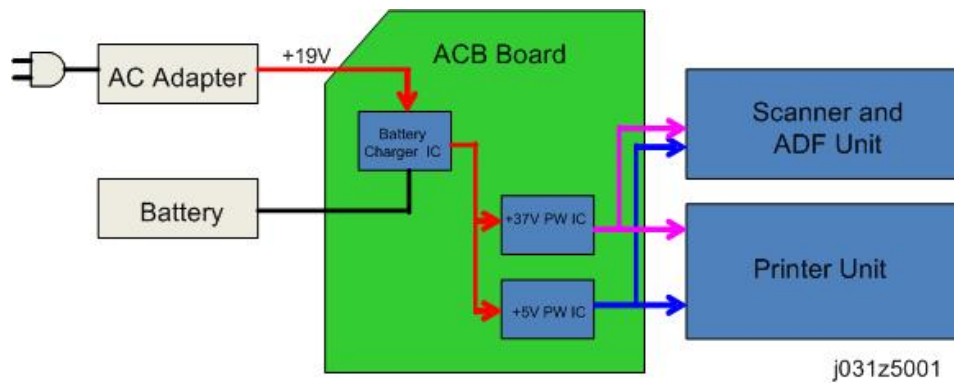 +19V
ACB Board
AC Adapter
Scanner and
ADF Unit
Battery
Charger IC
Battery
+37V PW IC
Printer Unit
+5V PW IC
j031z5001